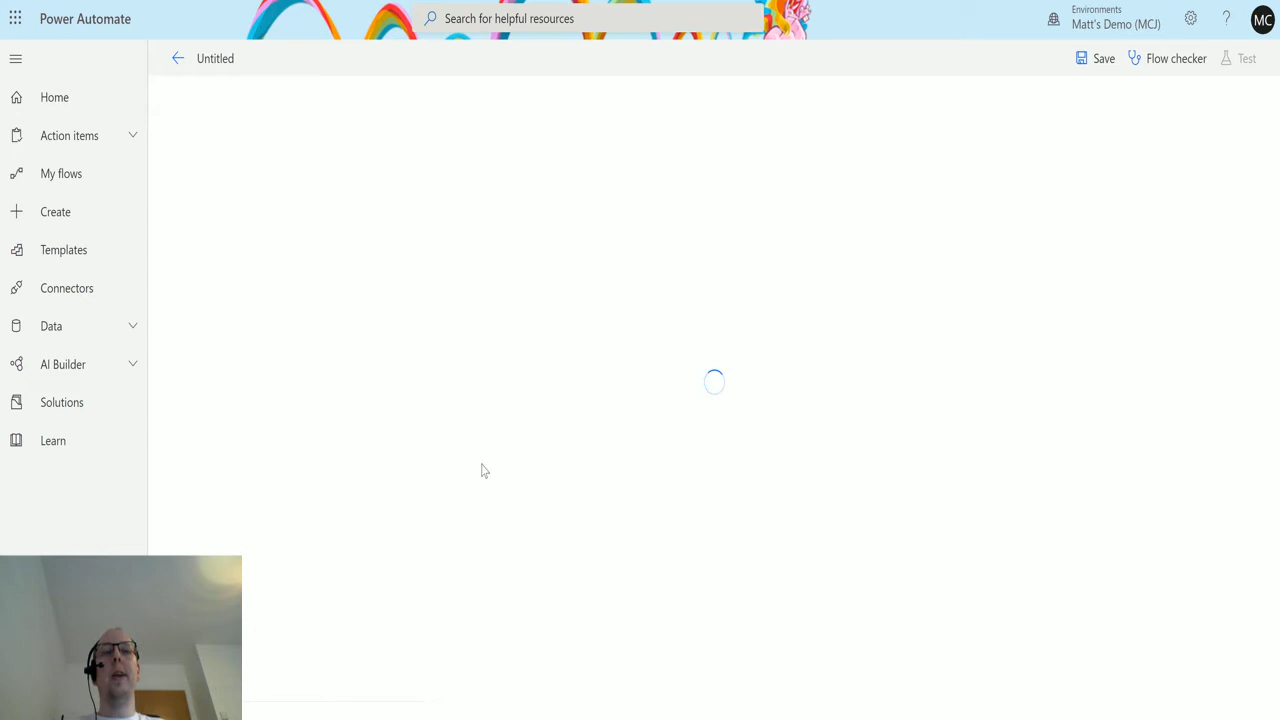 Power Automate
Search for helpful resources
Environments
Matt's Demo (MCJ)
?
MC
Untitled
Save
Flow checker
Test
Home
Action items
My flows
Create
Templates
Connectors
Data
AI Builder
Solutions
Learn